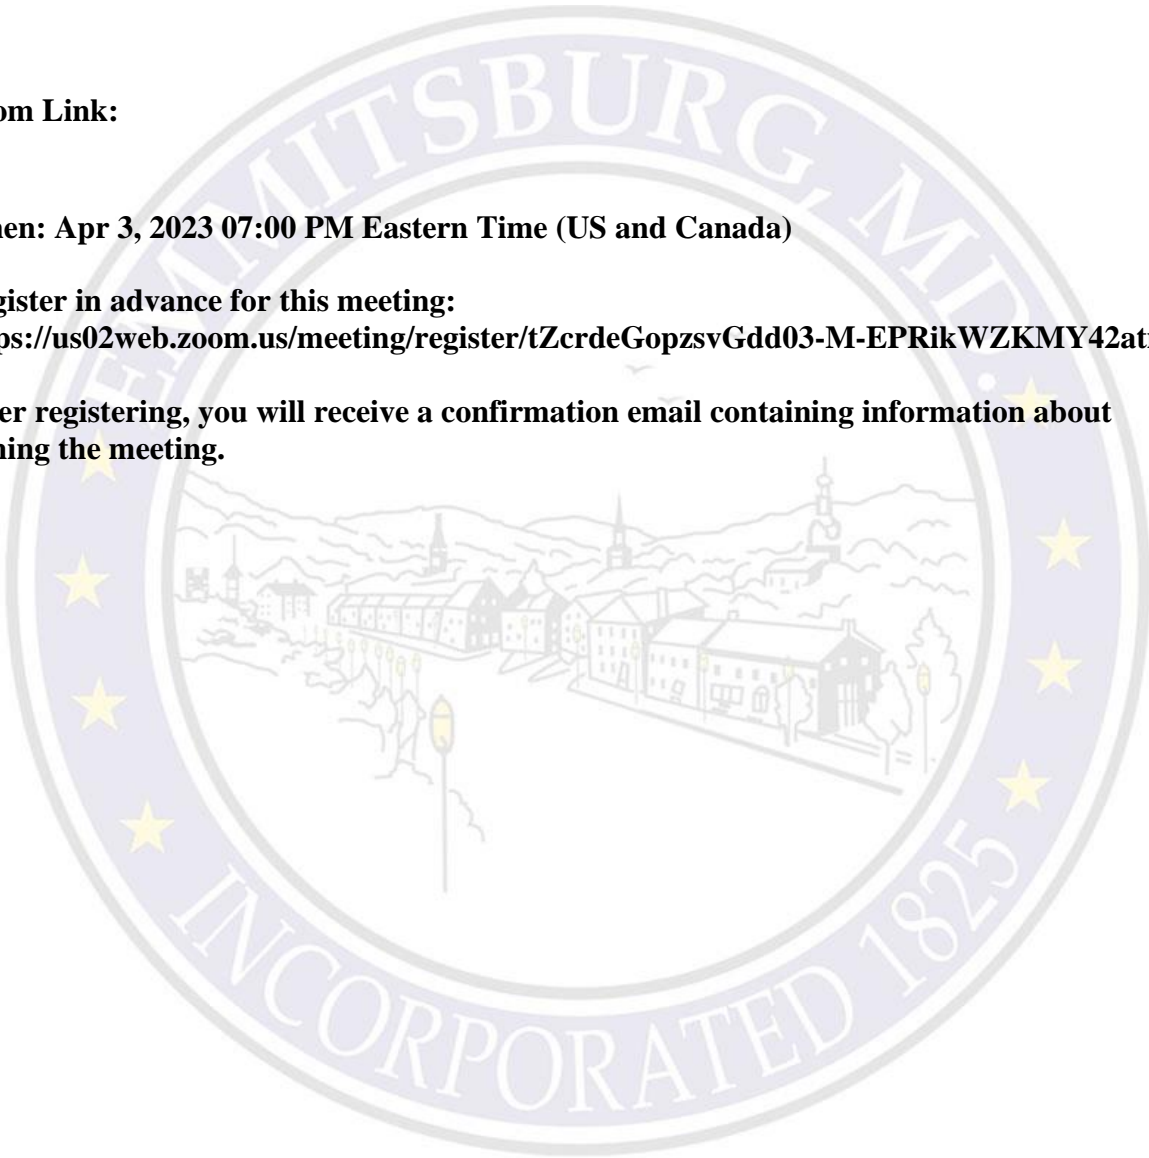 om Link:
en: Apr 3, 2023 07:00 PM Eastern Time (US and Canada)
gister in advance for this meeting:
ps://us02web.zoom.us/meeting/register/tZcrdeGopzsvGdd03-M-EPRikWZKMY42at
er registering, you will receive a confirmation email containing information about
ning the meeting.
EMMITSBURG, MD.
INCORPORATED 1825